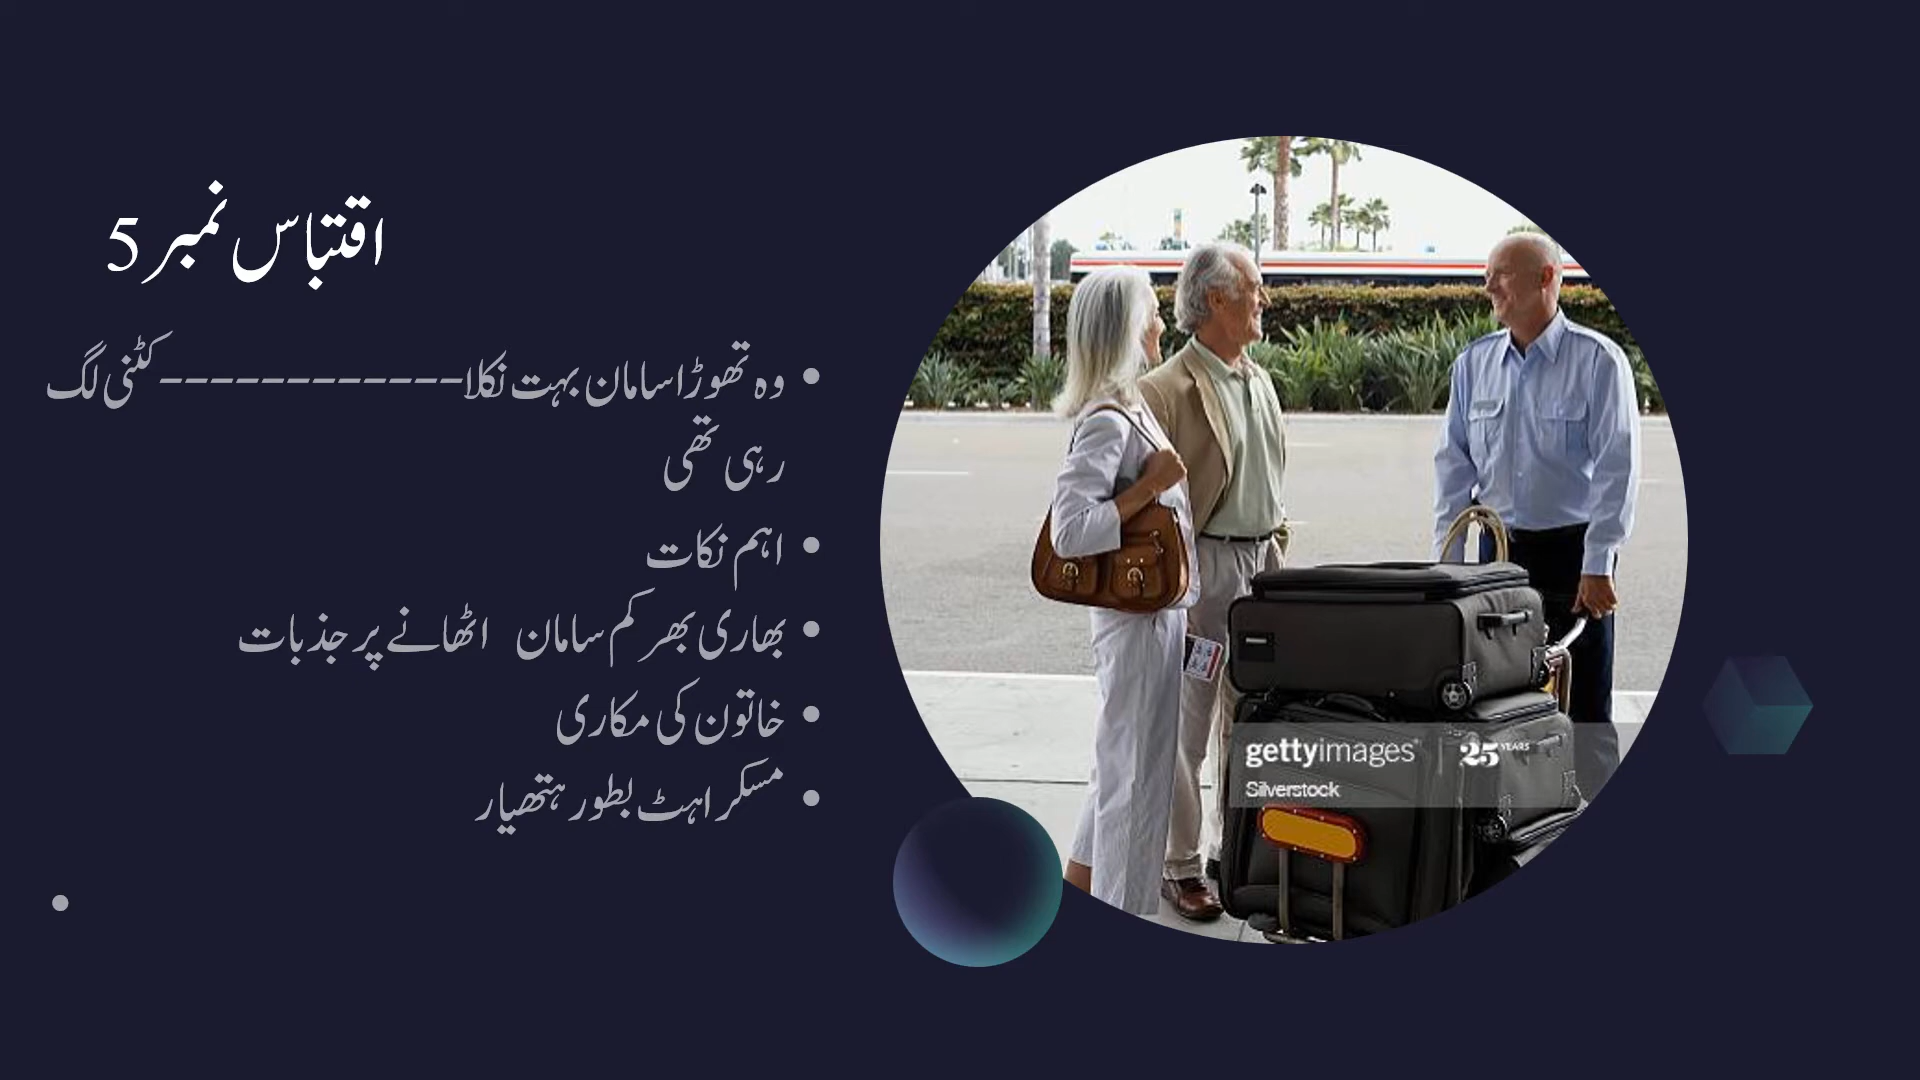 اقتباس نمبر 5
وہ تھوڑا سامان بہت نکلا------------کٹنی لگ
رہی تھی
اہم نکات
بھاری بھر کم سامان اٹھانے پر جذبات
خاتون کی مکاری
مسکراہٹ بطور ہتھیار
gettyimages 25 YEARS
Silverstock